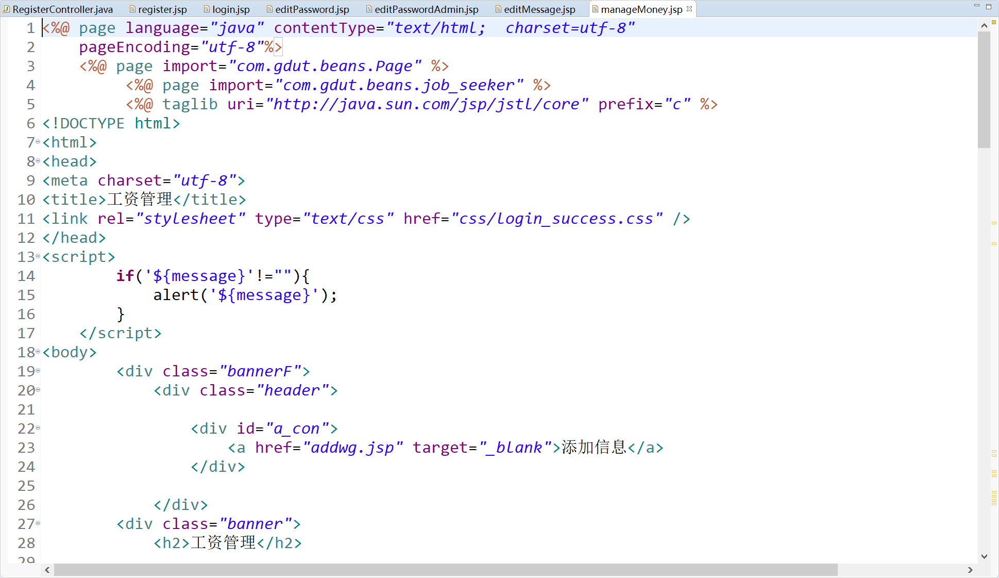 RegisterController.java register.jsp login.jsp editPassword.jsp editPasswordAdmin.jsp editMessage.jsp manageMoney.jsp
1 <%@ page language="java" contentType="text/html;  charset=utf-8"
2     pageEncoding="utf-8"%>
3     <%@ page import="com.gdut.beans.Page" %>
4          <%@ page import="com.gdut.beans.job_seeker" %>
5          <%@ taglib uri="http://java.sun.com/jsp/jstl/core" prefix="c" %>
6 <!DOCTYPE html>
7 <html>
8 <head>
9 <meta charset="utf-8">
10 <title>工资管理</title>
11 <link rel="stylesheet" type="text/css" href="css/login_success.css" />
12 </head>
13 <script>
14         if('${message}'!=""){
15             alert('${message}');
16         }
17     </script>
18 <body>
19         <div class="bannerF">
20             <div class="header">
21
22                 <div id="a_con">
23                     <a href="addwg.jsp" target="_blank">添加信息</a>
24                 </div>
25
26             </div>
27         <div class="banner">
28             <h2>工资管理</h2>
29